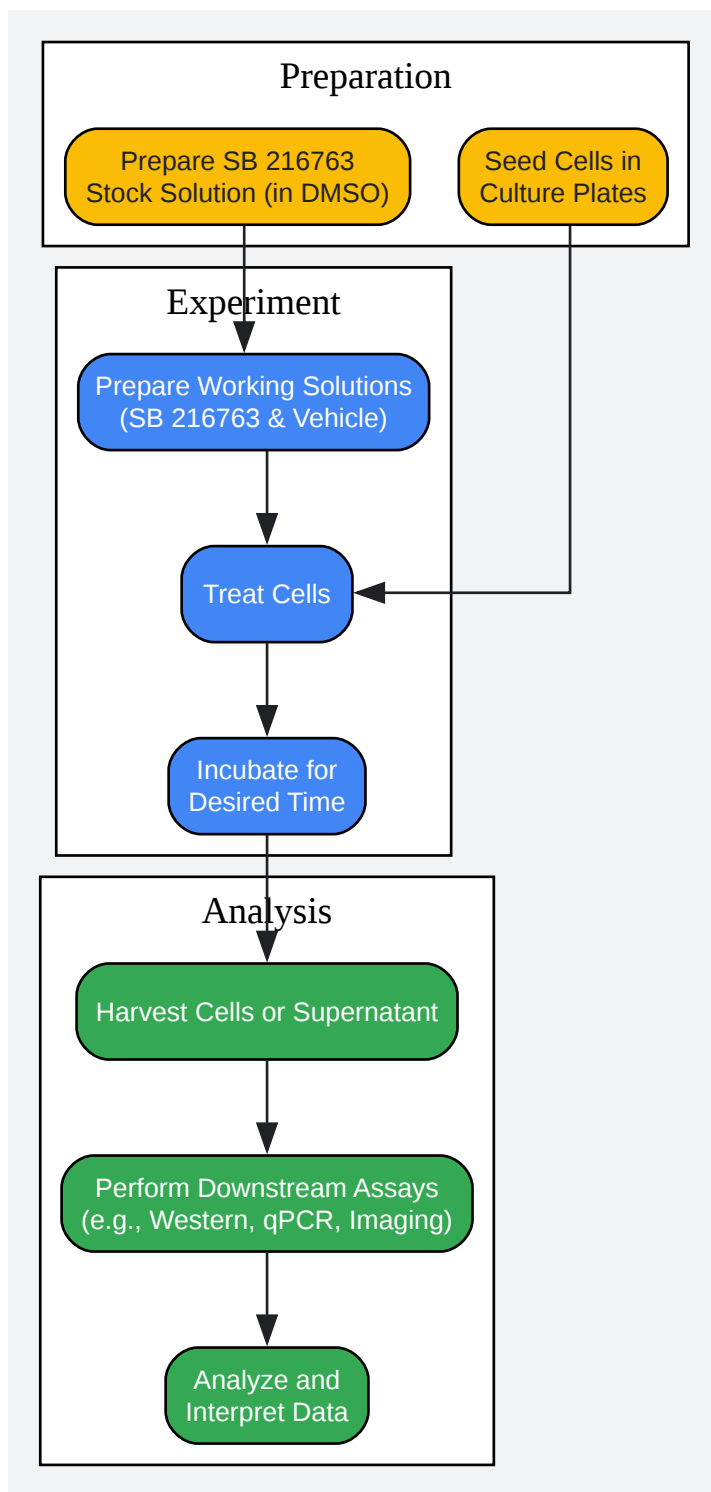 Preparation
Prepare SB 216763
Stock Solution (in DMSO)
Seed Cells in
Culture Plates
Experiment
Prepare Working Solutions
(SB 216763 & Vehicle)
Treat Cells
Incubate for
Desired Time
Analysis
Harvest Cells or Supernatant
Perform Downstream Assays
(e.g., Western, qPCR, Imaging)
Analyze and
Interpret Data